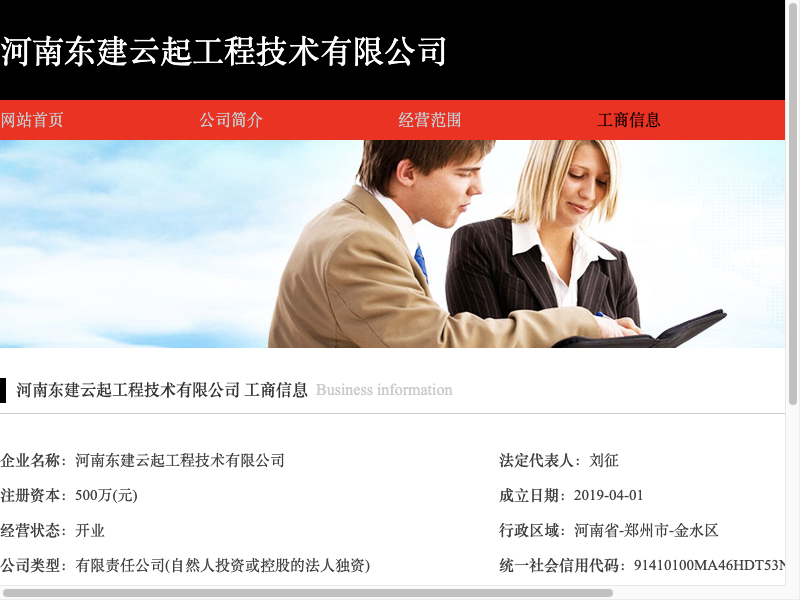 河南东建云起工程技术有限公司
网站首页 公司简介 经营范围 工商信息
河南东建云起工程技术有限公司 工商信息 Business information
企业名称：河南东建云起工程技术有限公司 法定代表人：刘征
注册资本：500万(元) 成立日期：2019-04-01
经营状态：开业 行政区域：河南省-郑州市-金水区
公司类型：有限责任公司(自然人投资或控股的法人独资) 统一社会信用代码：91410100MA46HDT53N